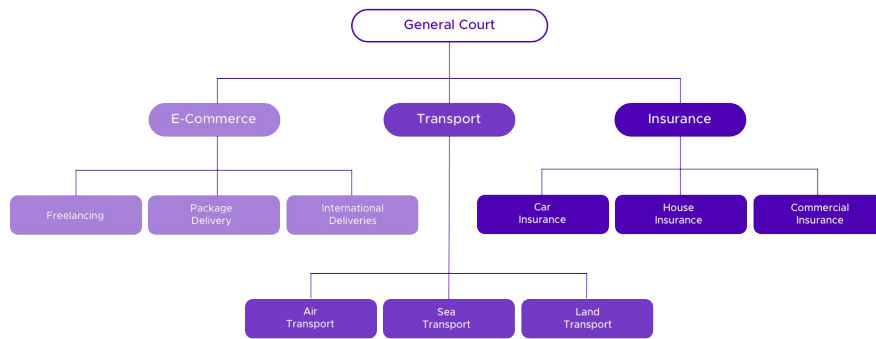 General Court
E-Commerce
Transport
Insurance
Freelancing
Package
Delivery
International
Deliveries
Car
Insurance
House
Insurance
Commercial
Insurance
Air
Transport
Sea
Transport
Land
Transport